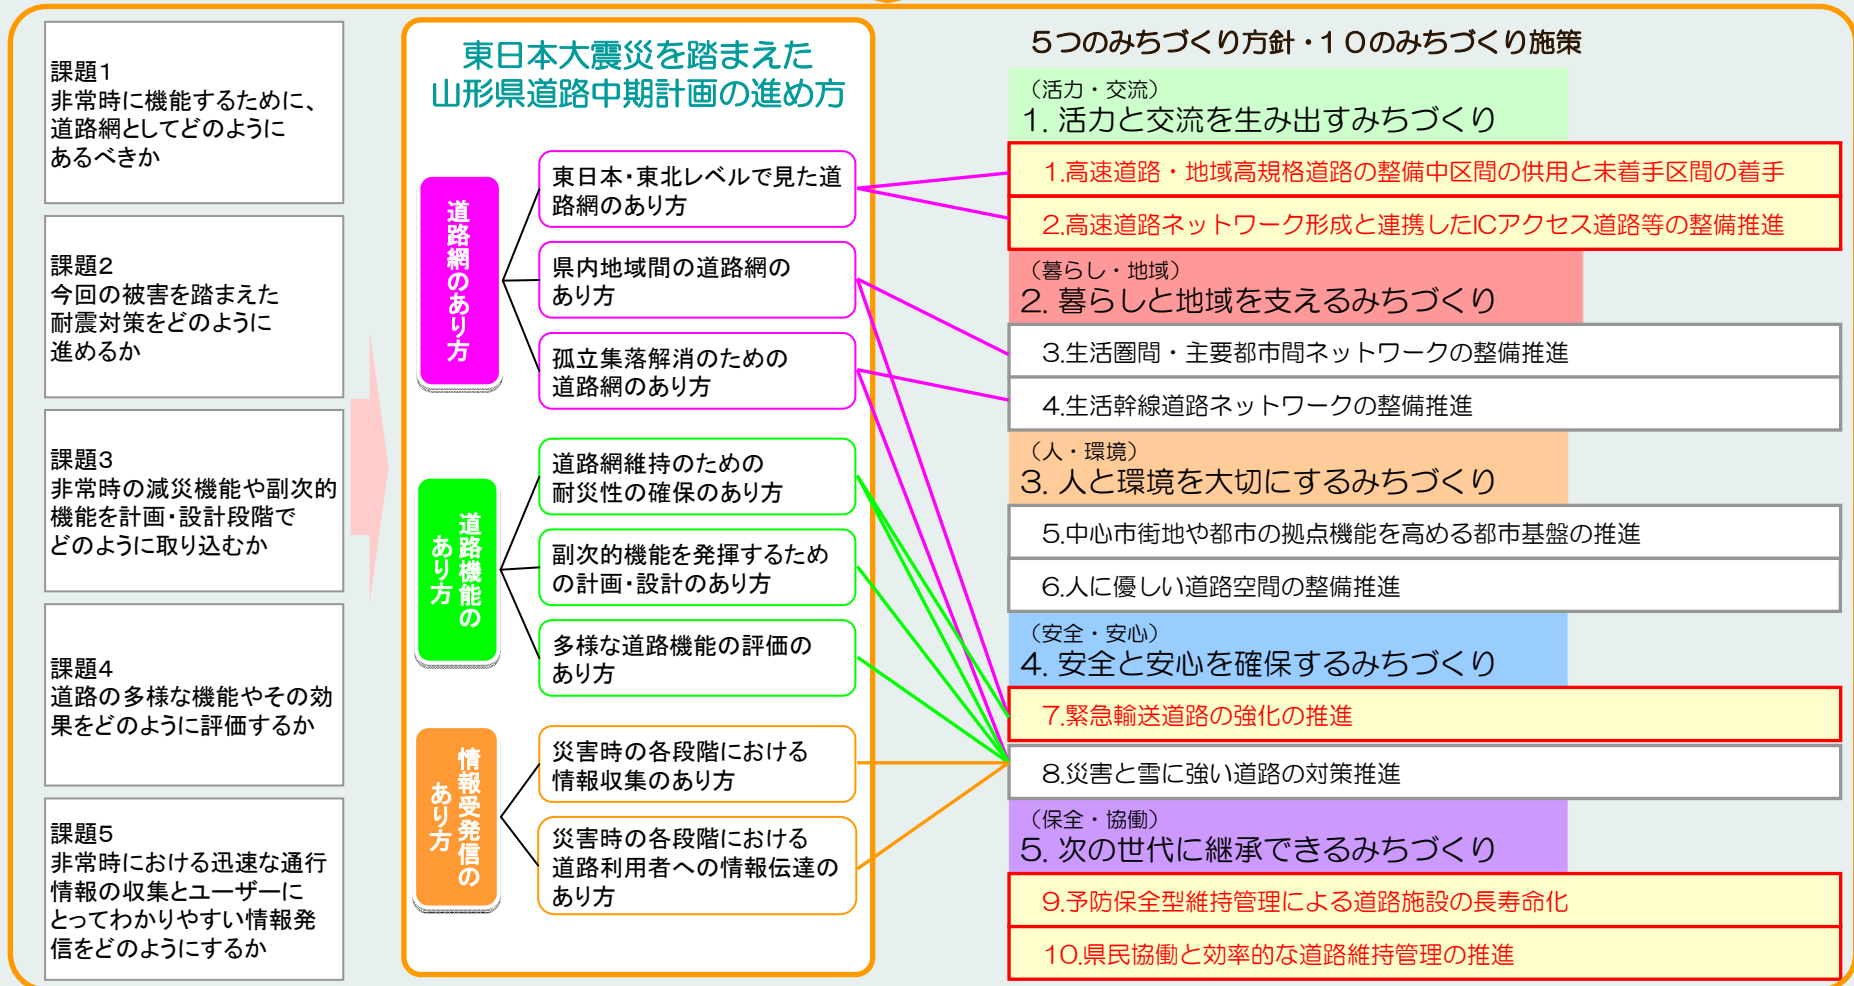 課題1
非常時に機能するために、
道路網としてどのように
あるべきか
課題2
今回の被害を踏まえた
耐震対策をどのように
進めるか
課題3
非常時の減災機能や副次的
機能を計画・設計段階で
どのように取り込むか
課題4
道路の多様な機能やその効
果をどのように評価するか
課題5
非常時における迅速な通行
情報の収集とユーザーに
とってわかりやすい情報発
信をどのようにするか
東日本大震災を踏まえた
山形県道路中期計画の進め方
道路網のあり方
東日本・東北レベルで見た道
路網のあり方
県内地域間の道路網の
あり方
孤立集落解消のための
道路網のあり方
道路機能の
あり方
道路網維持のための
耐災性の確保のあり方
副次的機能を発揮するため
の計画・設計のあり方
多様な道路機能の評価の
あり方
情報受発信の
あり方
災害時の各段階における
情報収集のあり方
災害時の各段階における
道路利用者への情報伝達の
あり方
5つのみちづくり方針・10のみちづくり施策
（活力・交流）
1. 活力と交流を生み出すみちづくり
1.高速道路・地域高規格道路の整備中区間の供用と未着手区間の着手
2.高速道路ネットワーク形成と連携したICアクセス道路等の整備推進
（暮らし・地域）
2. 暮らしと地域を支えるみちづくり
3.生活圏間・主要都市間ネットワークの整備推進
4.生活幹線道路ネットワークの整備推進
（人・環境）
3. 人と環境を大切にするみちづくり
5.中心市街地や都市の拠点機能を高める都市基盤の推進
6.人に優しい道路空間の整備推進
（安全・安心）
4. 安全と安心を確保するみちづくり
7.緊急輸送道路の強化の推進
8.災害と雪に強い道路の対策推進
（保全・協働）
5. 次の世代に継承できるみちづくり
9.予防保全型維持管理による道路施設の長寿命化
10.県民協働と効率的な道路維持管理の推進